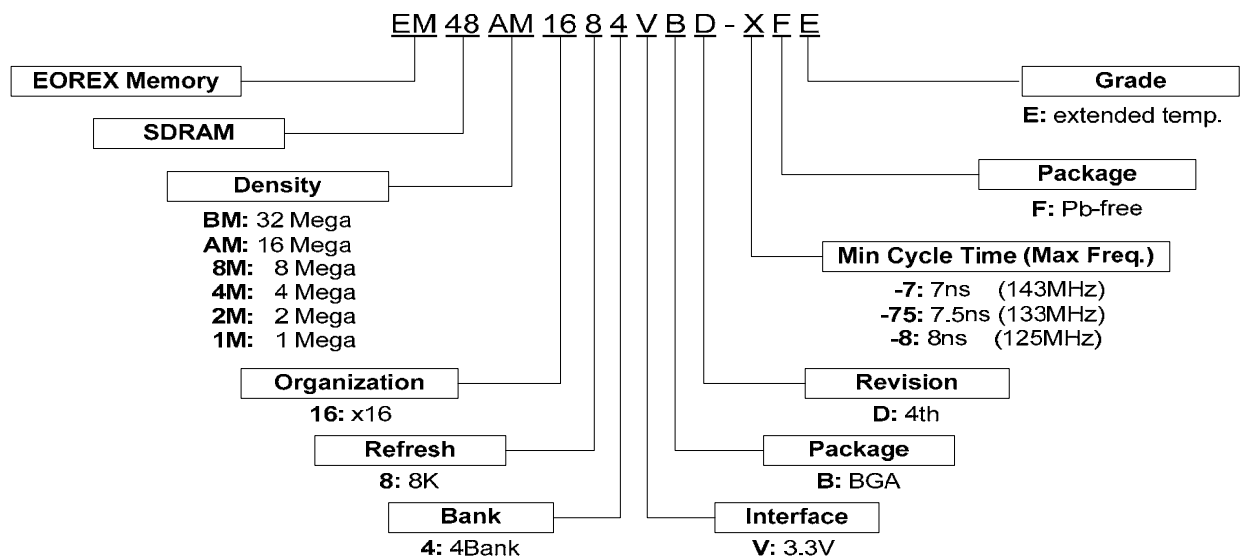 EM 48 AM 16 8 4 V B D - X F E
EOREX Memory
SDRAM
Density
BM: 32 Mega
AM: 16 Mega
8M: 8 Mega
4M: 4 Mega
2M: 2 Mega
1M: 1 Mega
Organization
16: x16
Refresh
8: 8K
Bank
4: 4Bank
Grade
E: extended temp.
Package
F: Pb-free
Min Cycle Time (Max Freq.)
-7: 7ns (143MHz)
-75: 7.5ns (133MHz)
-8: 8ns (125MHz)
Revision
D: 4th
Package
B: BGA
Interface
V: 3.3V